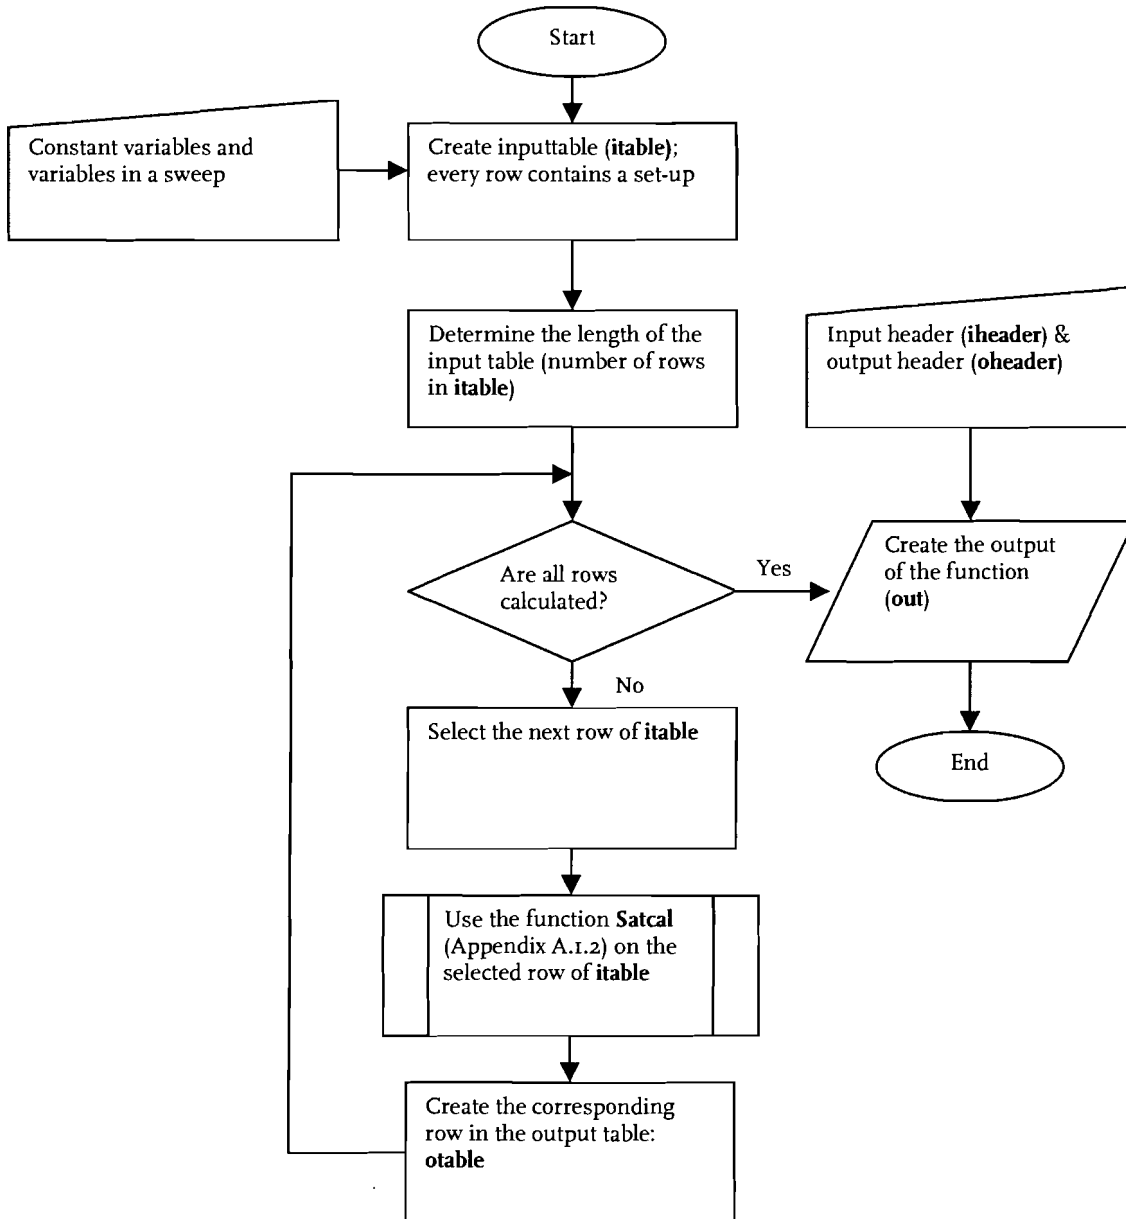 Start
Constant variables and
variables in a sweep
Create inputtable (itable);
every row contains a set-up
Determine the length of the
input table (number of rows
in itable)
Input header (iheader) &
output header (oheader)
Are all rows
calculated?
Yes
Create the output
of the function
(out)
No
Select the next row of itable
End
Use the function Satcal
(Appendix A.1.2) on the
selected row of itable
Create the corresponding
row in the output table:
otable